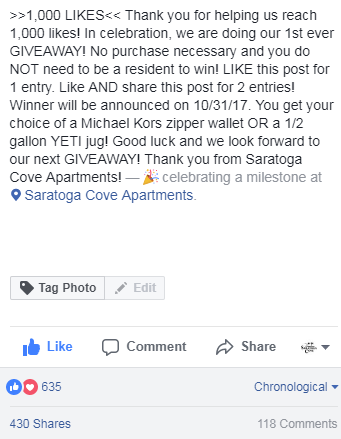 >>1,000 LIKES<< Thank you for helping us reach
1,000 likes! In celebration, we are doing our 1st ever
GIVEAWAY! No purchase necessary and you do
NOT need to be a resident to win! LIKE this post for
1 entry. Like AND share this post for 2 entries!
Winner will be announced on 10/31/17. You get your
choice of a Michael Kors zipper wallet OR a 1/2
gallon YETI jug! Good luck and we look forward to
our next GIVEAWAY! Thank you from Saratoga
Cove Apartments! — 🎉 celebrating a milestone at
Saratoga Cove Apartments.
Tag Photo Edit
Like Comment Share
635 Chronological
430 Shares 118 Comments